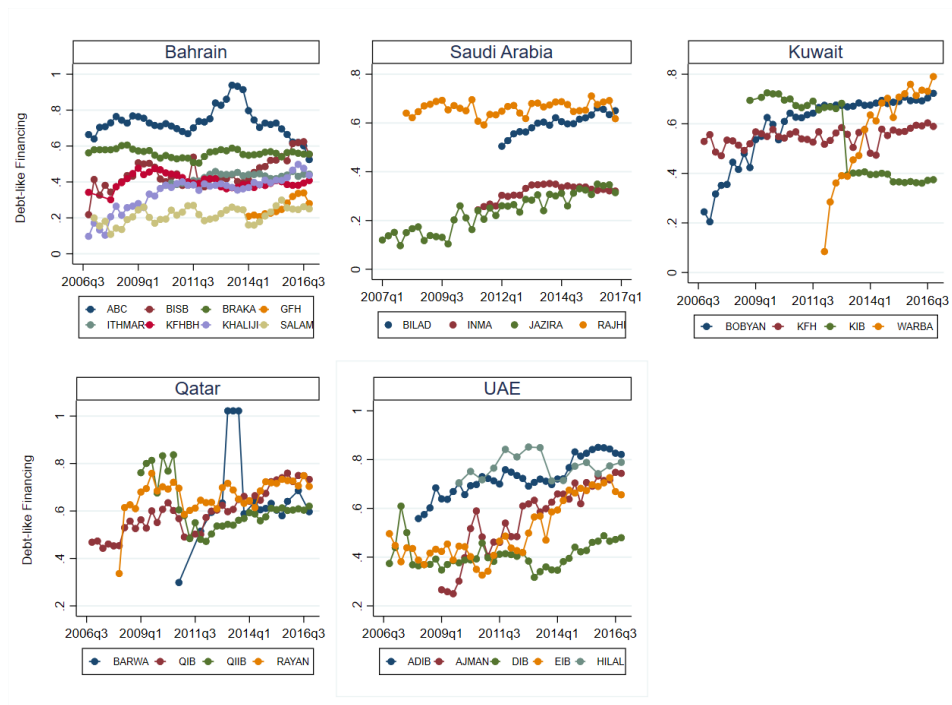 Bahrain
Debt-like Financing
1
.8
.6
.4
.2
0
2006q3 2009q1 2011q3 2014q1 2016q3
ABC BISB BRAKA GFH
ITHMAR KFHBH KHALIJI SALAM
Saudi Arabia
.8
.6
.4
.2
0
2007q1 2009q3 2012q1 2014q3 2017q1
BILAD INMA JAZIRA RAJHI
Kuwait
.8
.6
.4
.2
0
2006q3 2009q1 2011q3 2014q1 2016q3
BOBYAN KFH KIB WARBA
Qatar
Debt-like Financing
1
.8
.6
.4
.2
2006q3 2009q1 2011q3 2014q1 2016q3
BARWA QIB QIIB RAYAN
UAE
1
.8
.6
.4
.2
2006q3 2009q1 2011q3 2014q1 2016q3
ADIB AJMAN DIB EIB HILAL